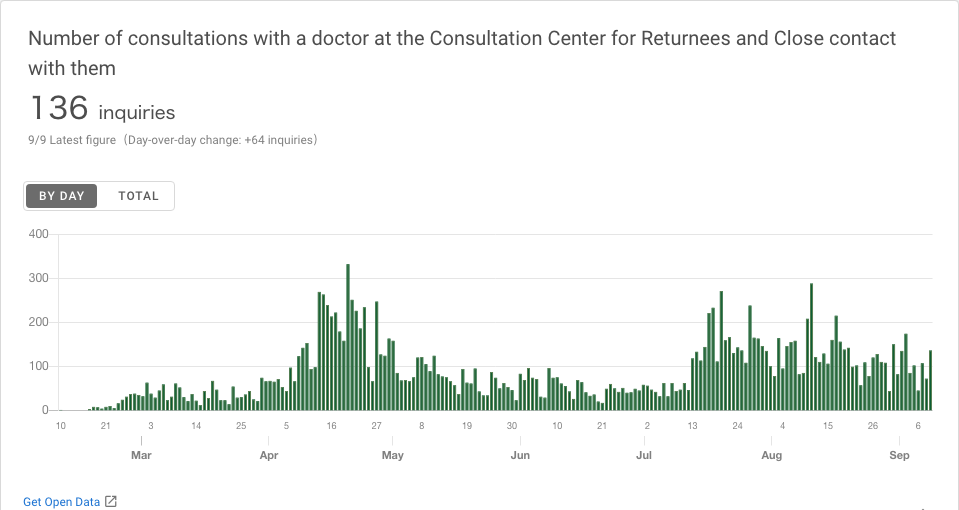 Number of consultations with a doctor at the Consultation Center for Returnees and Close contact
with them
136 inquiries
9/9 Latest figure（Day-over-day change: +64 inquiries）
BY DAY TOTAL
400
300
200
100
0
10 21 3 14 25 5 16 27 8 19 30 10 21 2 13 24 4 15 26 6
Mar Apr May Jun Jul Aug Sep
Get Open Data